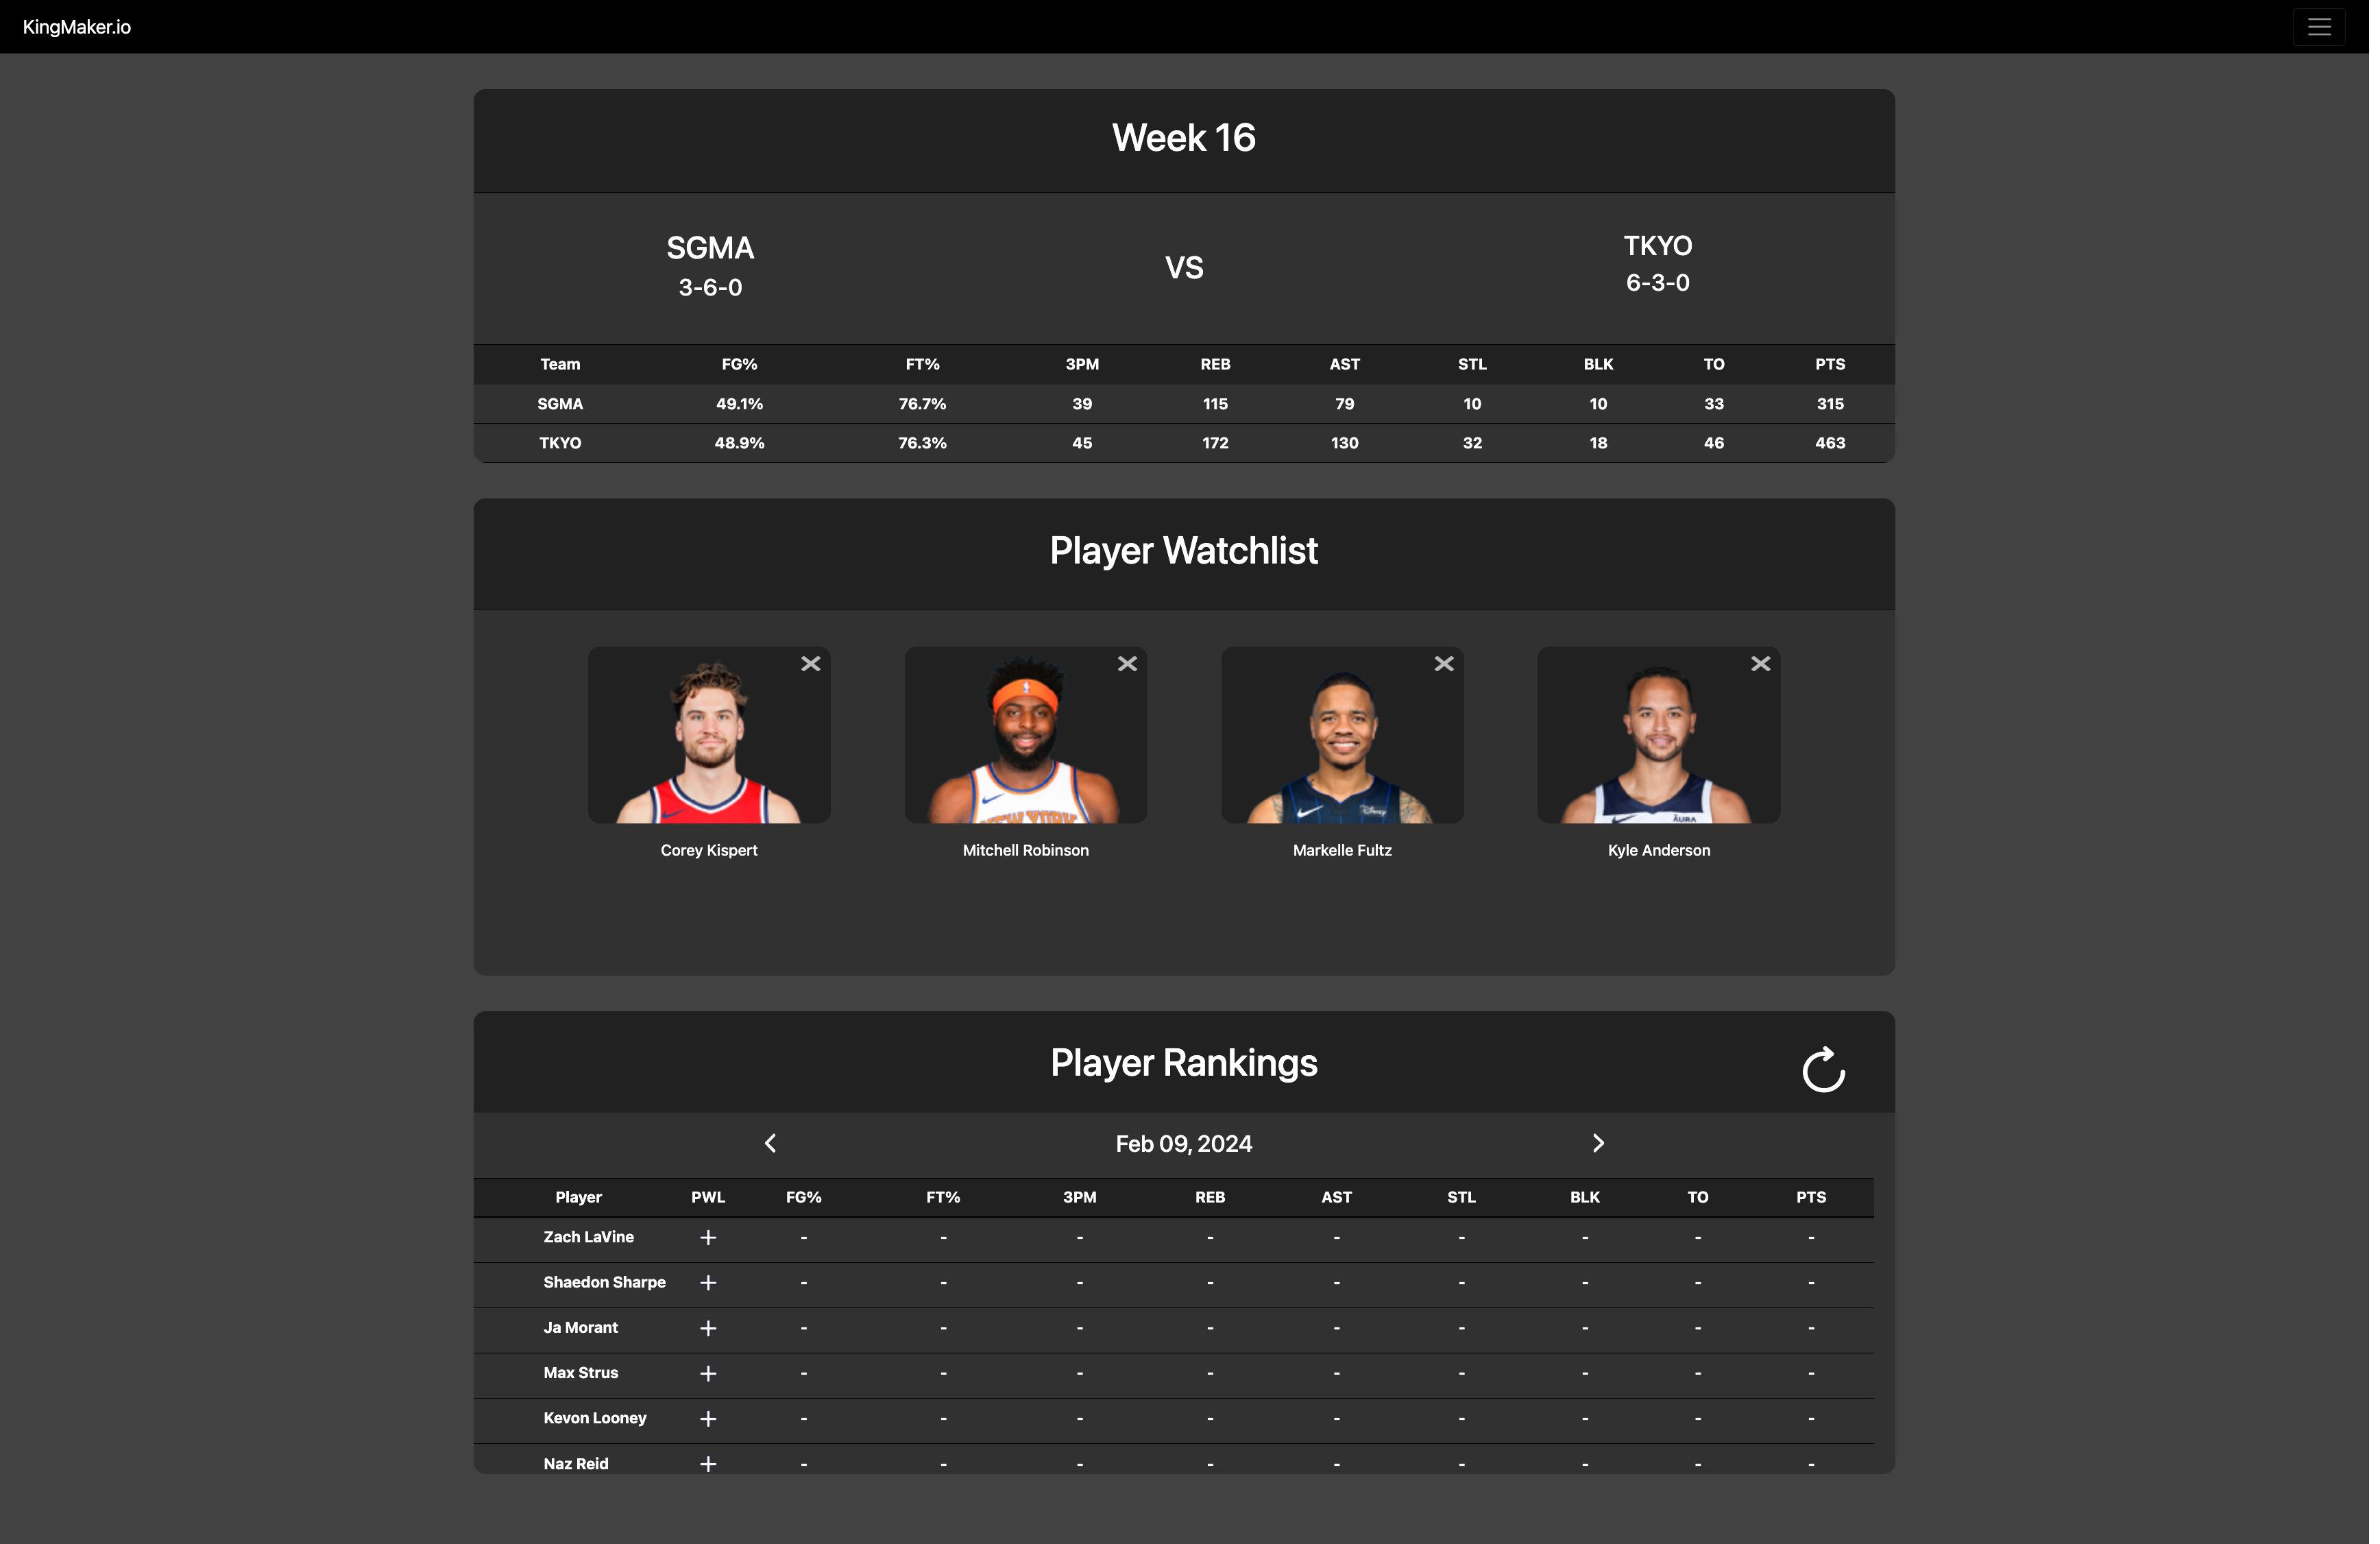 KingMaker.io
Week 16
SGMA VS TKYO
3-6-0 6-3-0
Team FG% FT% 3PM REB AST STL BLK TO PTS
SGMA 49.1% 76.7% 39 115 79 10 10 33 315
TKYO 48.9% 76.3% 45 172 130 32 18 46 463
Player Watchlist
NEW YORK Disney AURA
Corey Kispert Mitchell Robinson Markelle Fultz Kyle Anderson
Player Rankings
Feb 09, 2024
Player PWL FG% FT% 3PM REB AST STL BLK TO PTS
Zach LaVine + - - - - - - - - -
Shaedon Sharpe + - - - - - - - - -
Ja Morant + - - - - - - - - -
Max Strus + - - - - - - - - -
Kevon Looney + - - - - - - - - -
Naz Reid + - - - - - - - - -